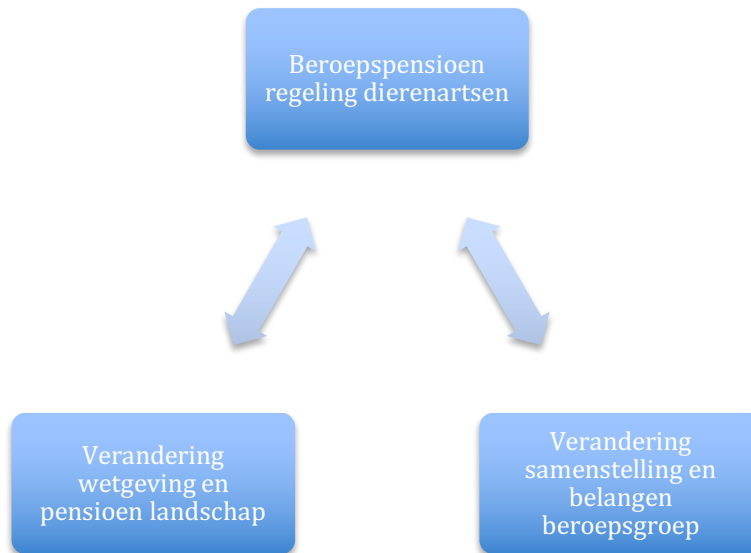 Beroepspensioen
regeling dierenartsen
Verandering
wetgeving en
pensioen landschap
Verandering
samenstelling en
belangen
beroepsgroep